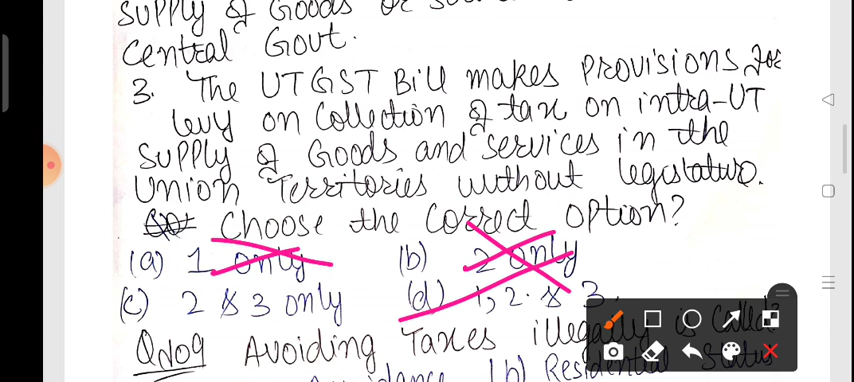 SUPPLY of Goods or
Central Govt.
3. The UTGST Bill makes provisions for
levy on collection of tax on intra-UT
SUPPLY of Goods and services in the
Union Territories without legislature.
Choose the correct option?
(a) 1 only (b) 2 only
(c) 2 & 3 only (d) 1, 2. & 3.
QNo9 Avoiding Taxes illegally is called
(b) Residential Status